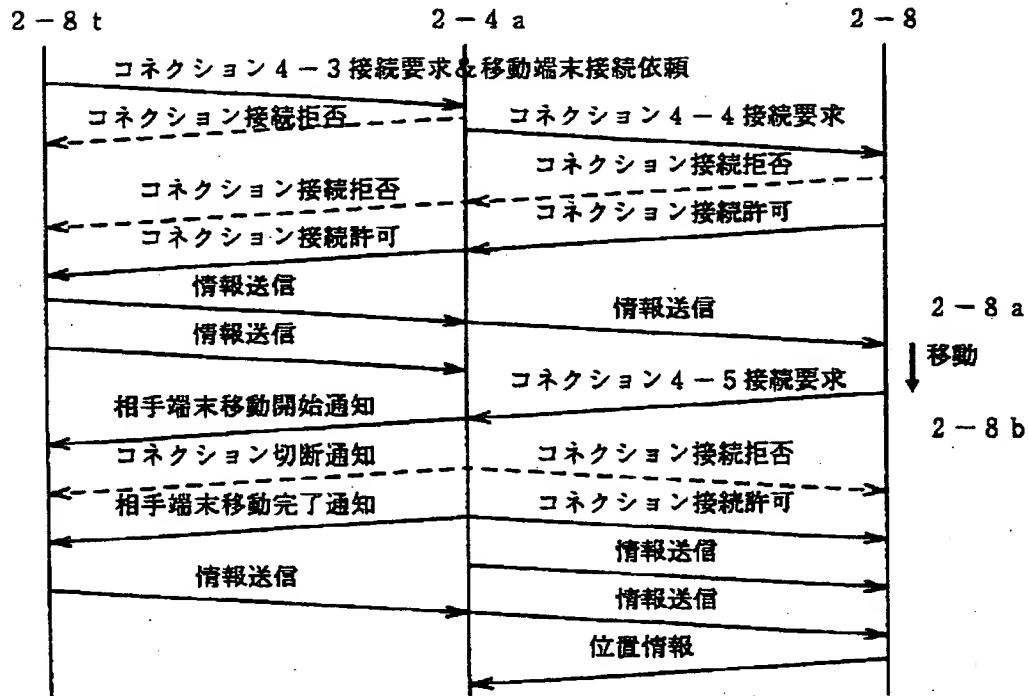 2－8t 2－4a 2－8
コネクション4－3接続要求&移動端末接続依頼
コネクション接続拒否 コネクション4－4接続要求
コネクション接続拒否
コネクション接続拒否
コネクション接続許可
コネクション接続許可
情報送信
情報送信 2－8a
情報送信
移動
コネクション4－5接続要求
相手端末移動開始通知
2－8b
コネクション切断通知 コネクション接続拒否
相手端末移動完了通知 コネクション接続許可
情報送信
情報送信
情報送信
位置情報